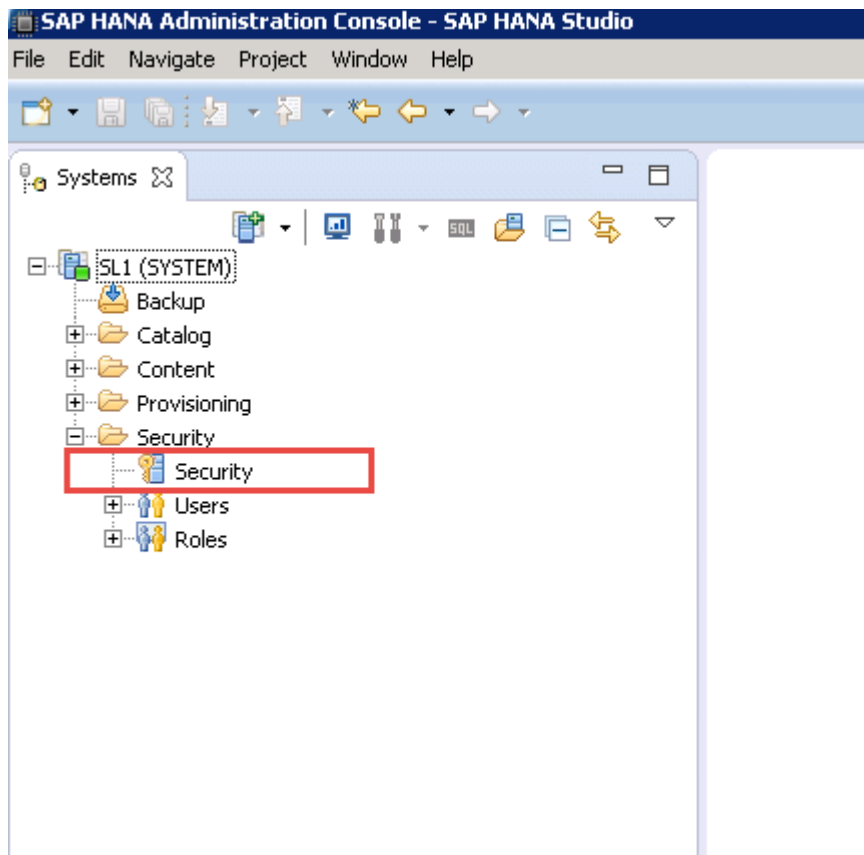 SAP HANA Administration Console - SAP HANA Studio
File Edit Navigate Project Window Help
Systems
SQL
SL1 (SYSTEM)
Backup
Catalog
Content
Provisioning
Security
Security
Users
Roles